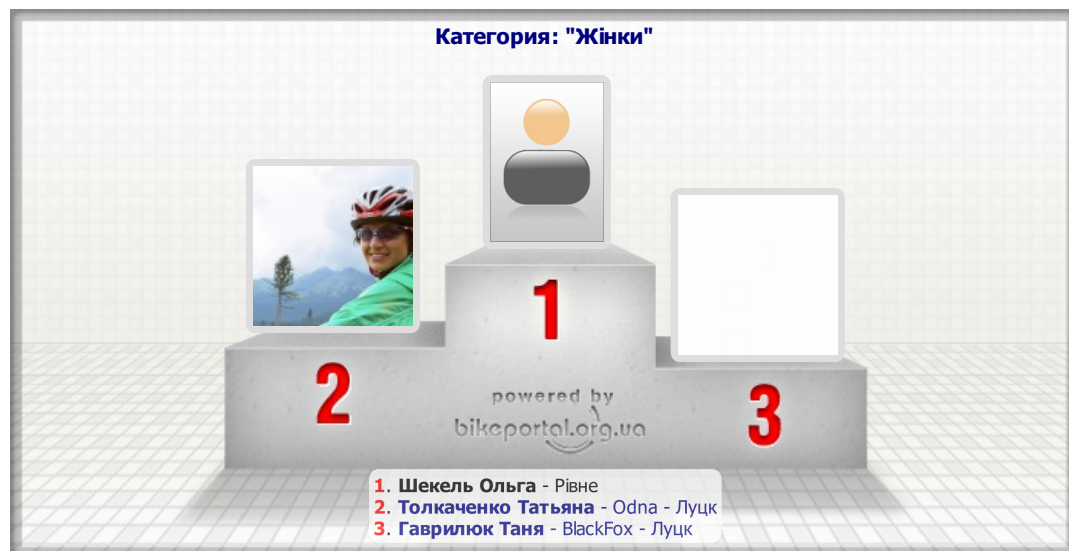 Категория: "Жінки"
1
2
3
powered by
bikeportal.org.ua
1. Шекель Ольга - Рівне
2. Толкаченко Татьяна - Odna - Луцк
3. Гаврилюк Таня - BlackFox - Луцк